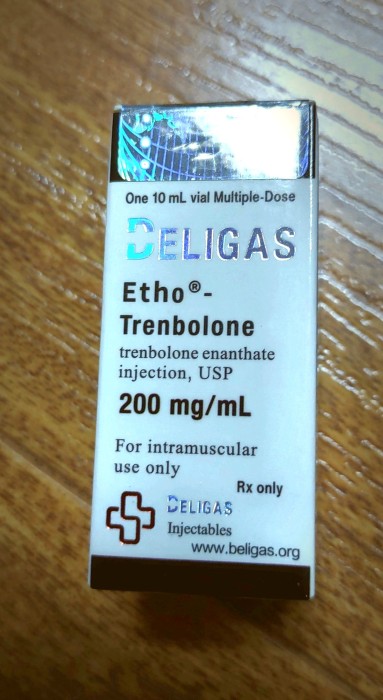 One 10 mL vial Multiple-Dose
DELIGAS
Etho®-
Trenbolone
trenbolone enanthate
injection, USP
200 mg/mL
For intramuscular
use only
Rx only
DELIGAS
Injectables
www.beligas.org